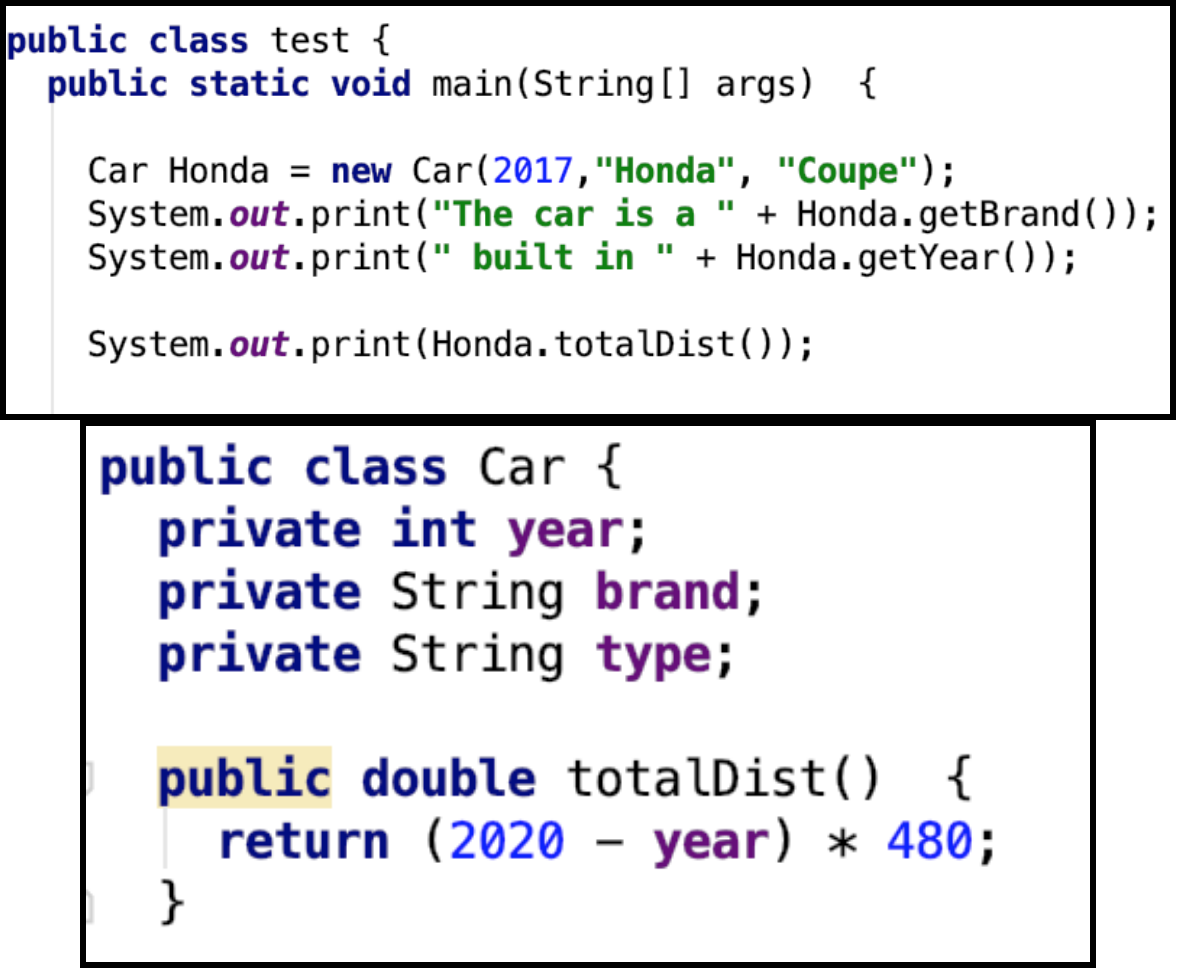 public class test {
public static void main(String[] args)  {
Car Honda = new Car(2017,"Honda", "Coupe");
System.out.print("The car is a " + Honda.getBrand());
System.out.print(" built in " + Honda.getYear());
System.out.print(Honda.totalDist());
public class Car {
private int year;
private String brand;
private String type;
public double totalDist()  {
return (2020 – year) * 480;
}